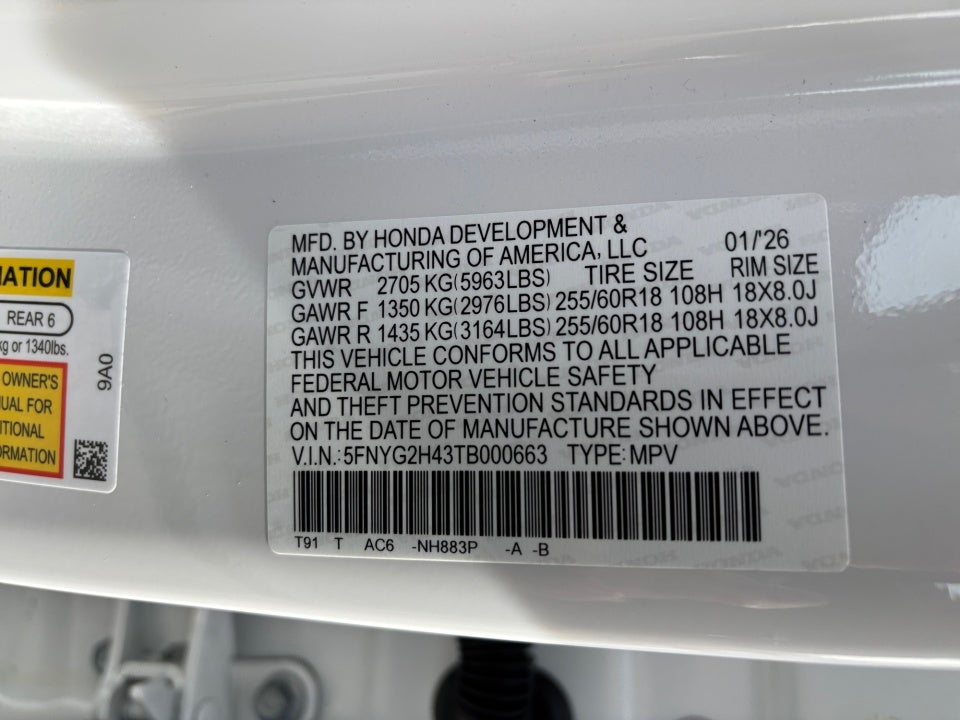 MATION
REAR 6
kg or 1340lbs.
OWNER'S
UAL FOR
ITIONAL
ORMATION
9A0
MFD. BY HONDA DEVELOPMENT &
MANUFACTURING OF AMERICA, LLC 01/'26
GVWR 2705 KG(5963LBS) TIRE SIZE RIM SIZE
GAWR F 1350 KG(2976LBS) 255/60R18 108H 18X8.0J
GAWR R 1435 KG(3164LBS) 255/60R18 108H 18X8.0J
THIS VEHICLE CONFORMS TO ALL APPLICABLE
FEDERAL MOTOR VEHICLE SAFETY
AND THEFT PREVENTION STANDARDS IN EFFECT
ON THE DATE OF MANUFACTURE SHOWN ABOVE.
V.I.N.: 5FNYG2H43TB000663 TYPE: MPV
T91 T AC6 -NH883P -A -B